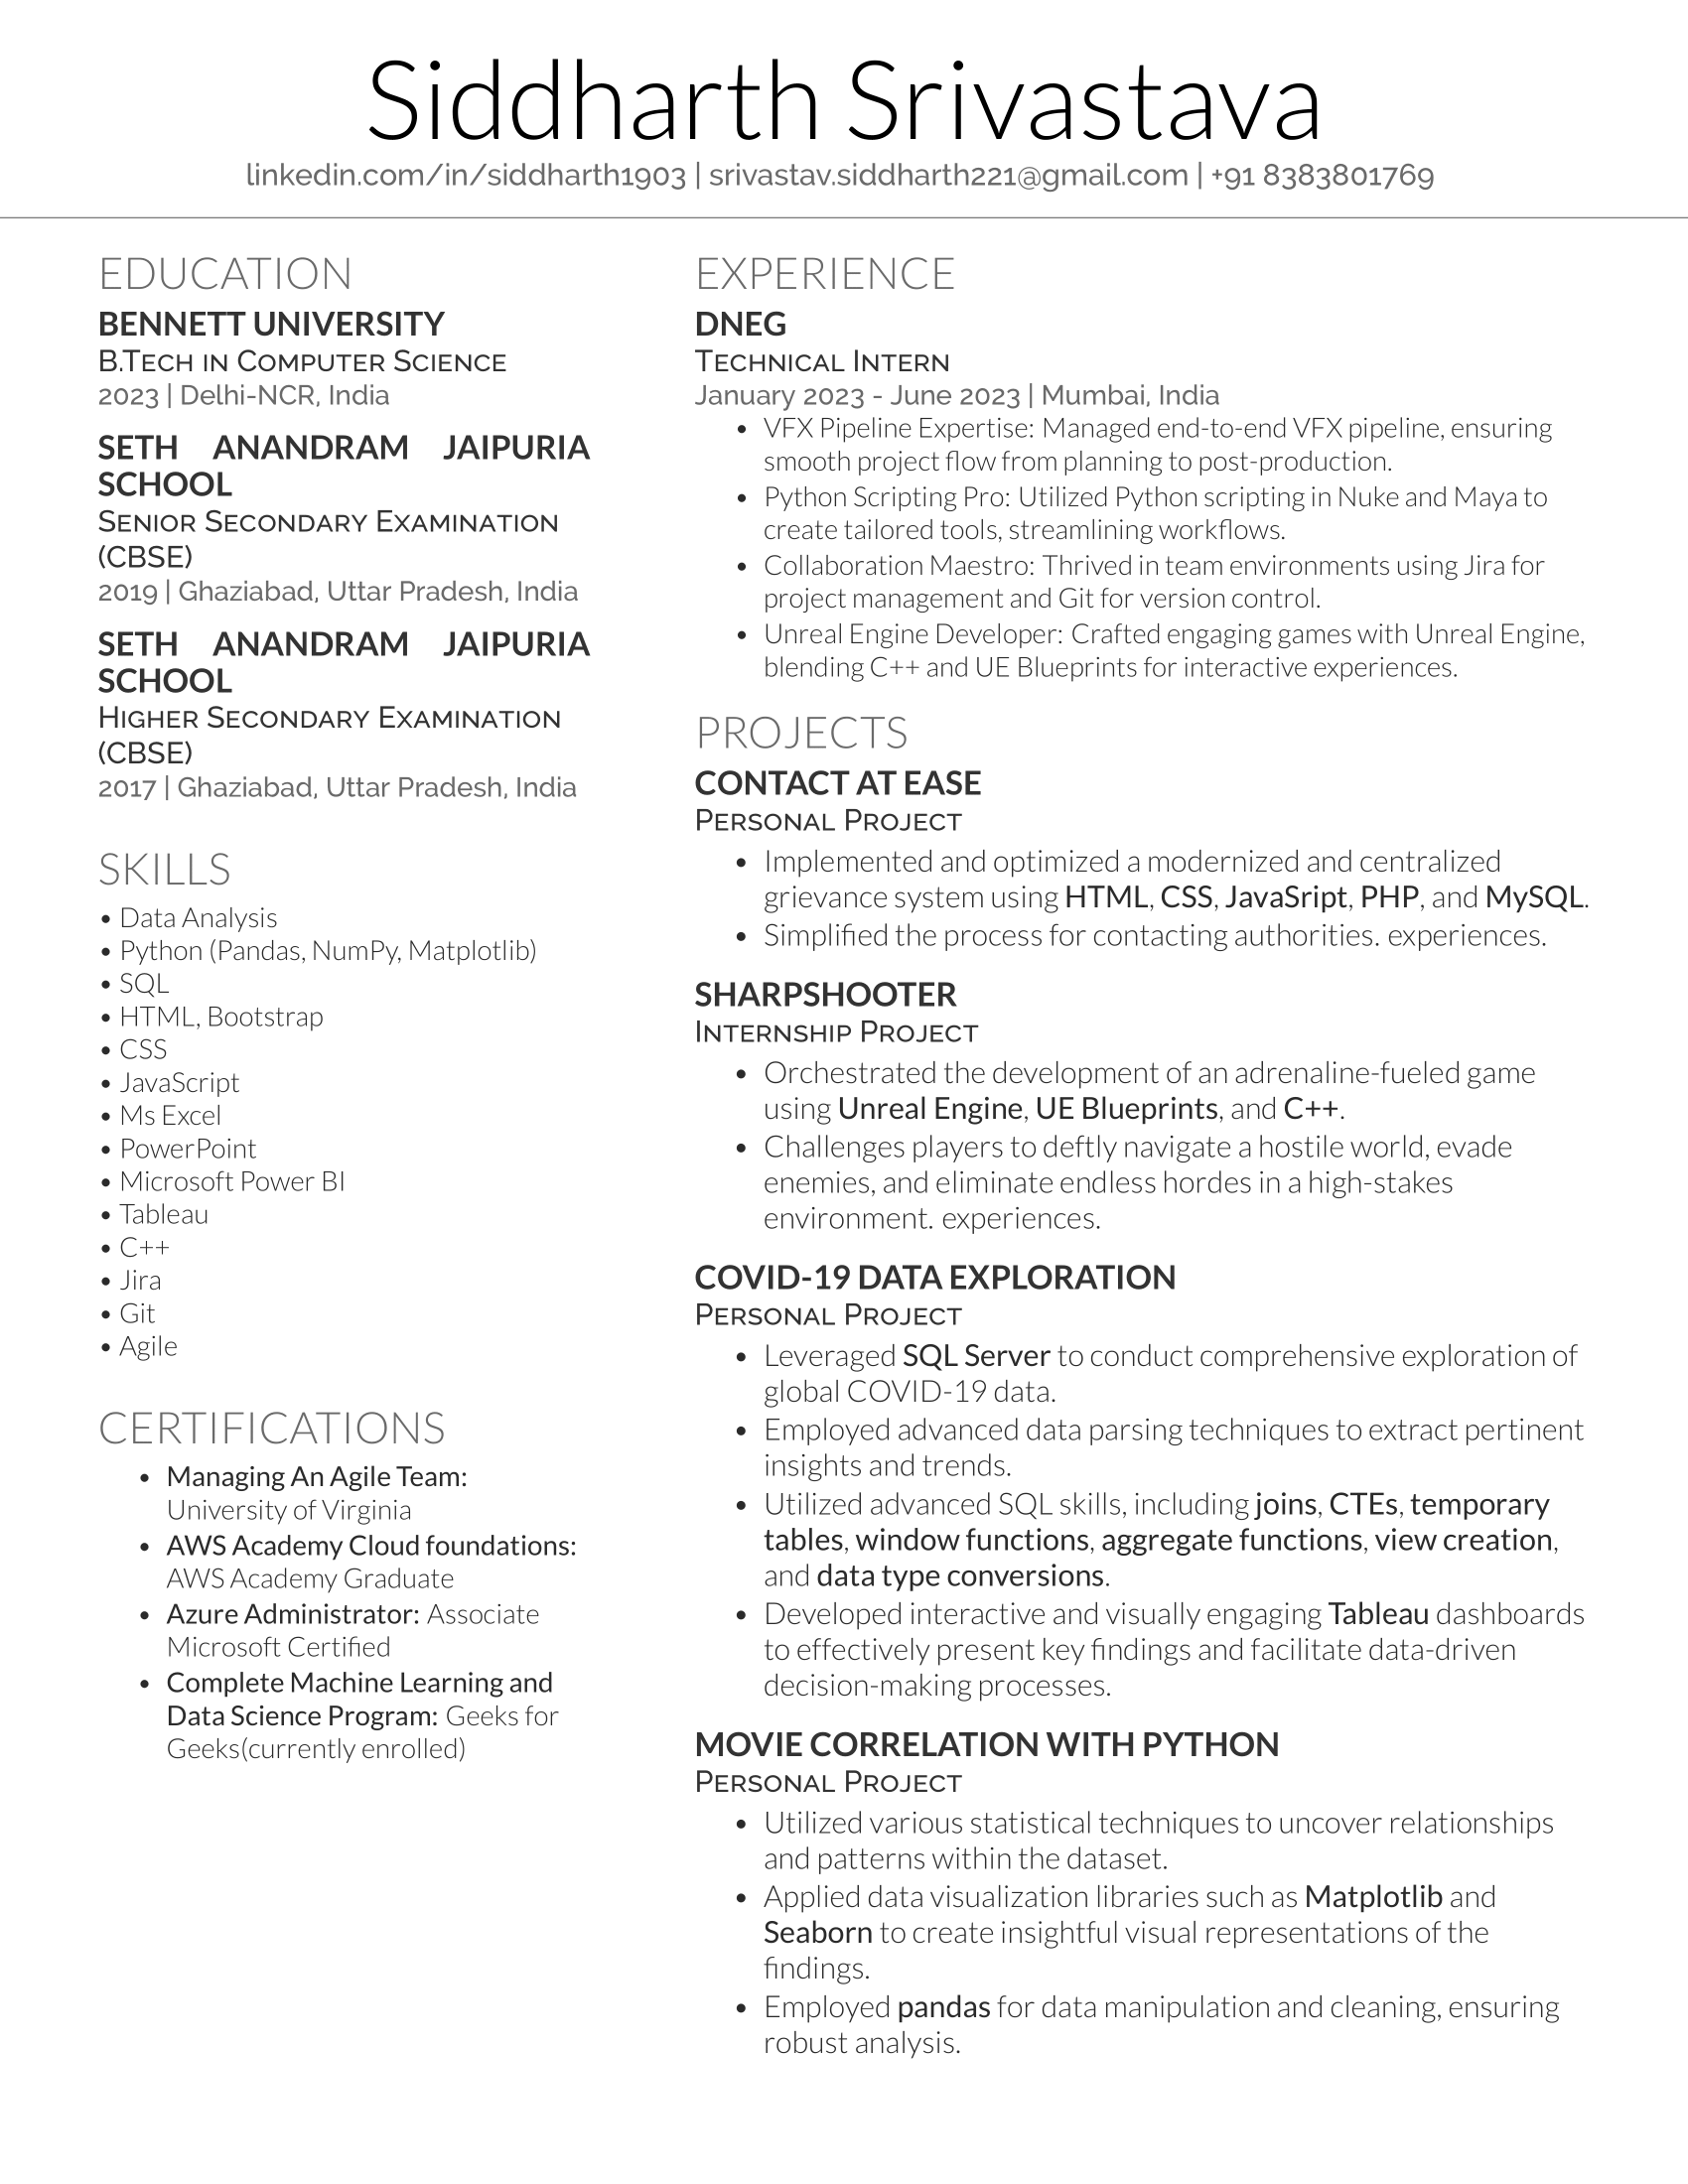 Siddharth Srivastava
linkedin.com/in/siddharth1903 | srivastav.siddharth221@gmail.com | +91 8383801769
EDUCATION
BENNETT UNIVERSITY
B.Tech in Computer Science
2023 | Delhi-NCR, India
SETH ANANDRAM JAIPURIA
SCHOOL
Senior Secondary Examination
(CBSE)
2019 | Ghaziabad, Uttar Pradesh, India
SETH ANANDRAM JAIPURIA
SCHOOL
Higher Secondary Examination
(CBSE)
2017 | Ghaziabad, Uttar Pradesh, India
SKILLS
• Data Analysis
• Python (Pandas, NumPy, Matplotlib)
• SQL
• HTML, Bootstrap
• CSS
• JavaScript
• Ms Excel
• PowerPoint
• Microsoft Power BI
• Tableau
• C++
• Jira
• Git
• Agile
CERTIFICATIONS
• Managing An Agile Team:
University of Virginia
• AWS Academy Cloud foundations:
AWS Academy Graduate
• Azure Administrator: Associate
Microsoft Certified
• Complete Machine Learning and
Data Science Program: Geeks for
Geeks(currently enrolled)
EXPERIENCE
DNEG
Technical Intern
January 2023 - June 2023 | Mumbai, India
• VFX Pipeline Expertise: Managed end-to-end VFX pipeline, ensuring
smooth project flow from planning to post-production.
• Python Scripting Pro: Utilized Python scripting in Nuke and Maya to
create tailored tools, streamlining workflows.
• Collaboration Maestro: Thrived in team environments using Jira for
project management and Git for version control.
• Unreal Engine Developer: Crafted engaging games with Unreal Engine,
blending C++ and UE Blueprints for interactive experiences.
PROJECTS
CONTACT AT EASE
Personal Project
• Implemented and optimized a modernized and centralized
grievance system using HTML, CSS, JavaSript, PHP, and MySQL.
• Simplified the process for contacting authorities. experiences.
SHARPSHOOTER
Internship Project
• Orchestrated the development of an adrenaline-fueled game
using Unreal Engine, UE Blueprints, and C++.
• Challenges players to deftly navigate a hostile world, evade
enemies, and eliminate endless hordes in a high-stakes
environment. experiences.
COVID-19 DATA EXPLORATION
Personal Project
• Leveraged SQL Server to conduct comprehensive exploration of
global COVID-19 data.
• Employed advanced data parsing techniques to extract pertinent
insights and trends.
• Utilized advanced SQL skills, including joins, CTEs, temporary
tables, window functions, aggregate functions, view creation,
and data type conversions.
• Developed interactive and visually engaging Tableau dashboards
to effectively present key findings and facilitate data-driven
decision-making processes.
MOVIE CORRELATION WITH PYTHON
Personal Project
• Utilized various statistical techniques to uncover relationships
and patterns within the dataset.
• Applied data visualization libraries such as Matplotlib and
Seaborn to create insightful visual representations of the
findings.
• Employed pandas for data manipulation and cleaning, ensuring
robust analysis.